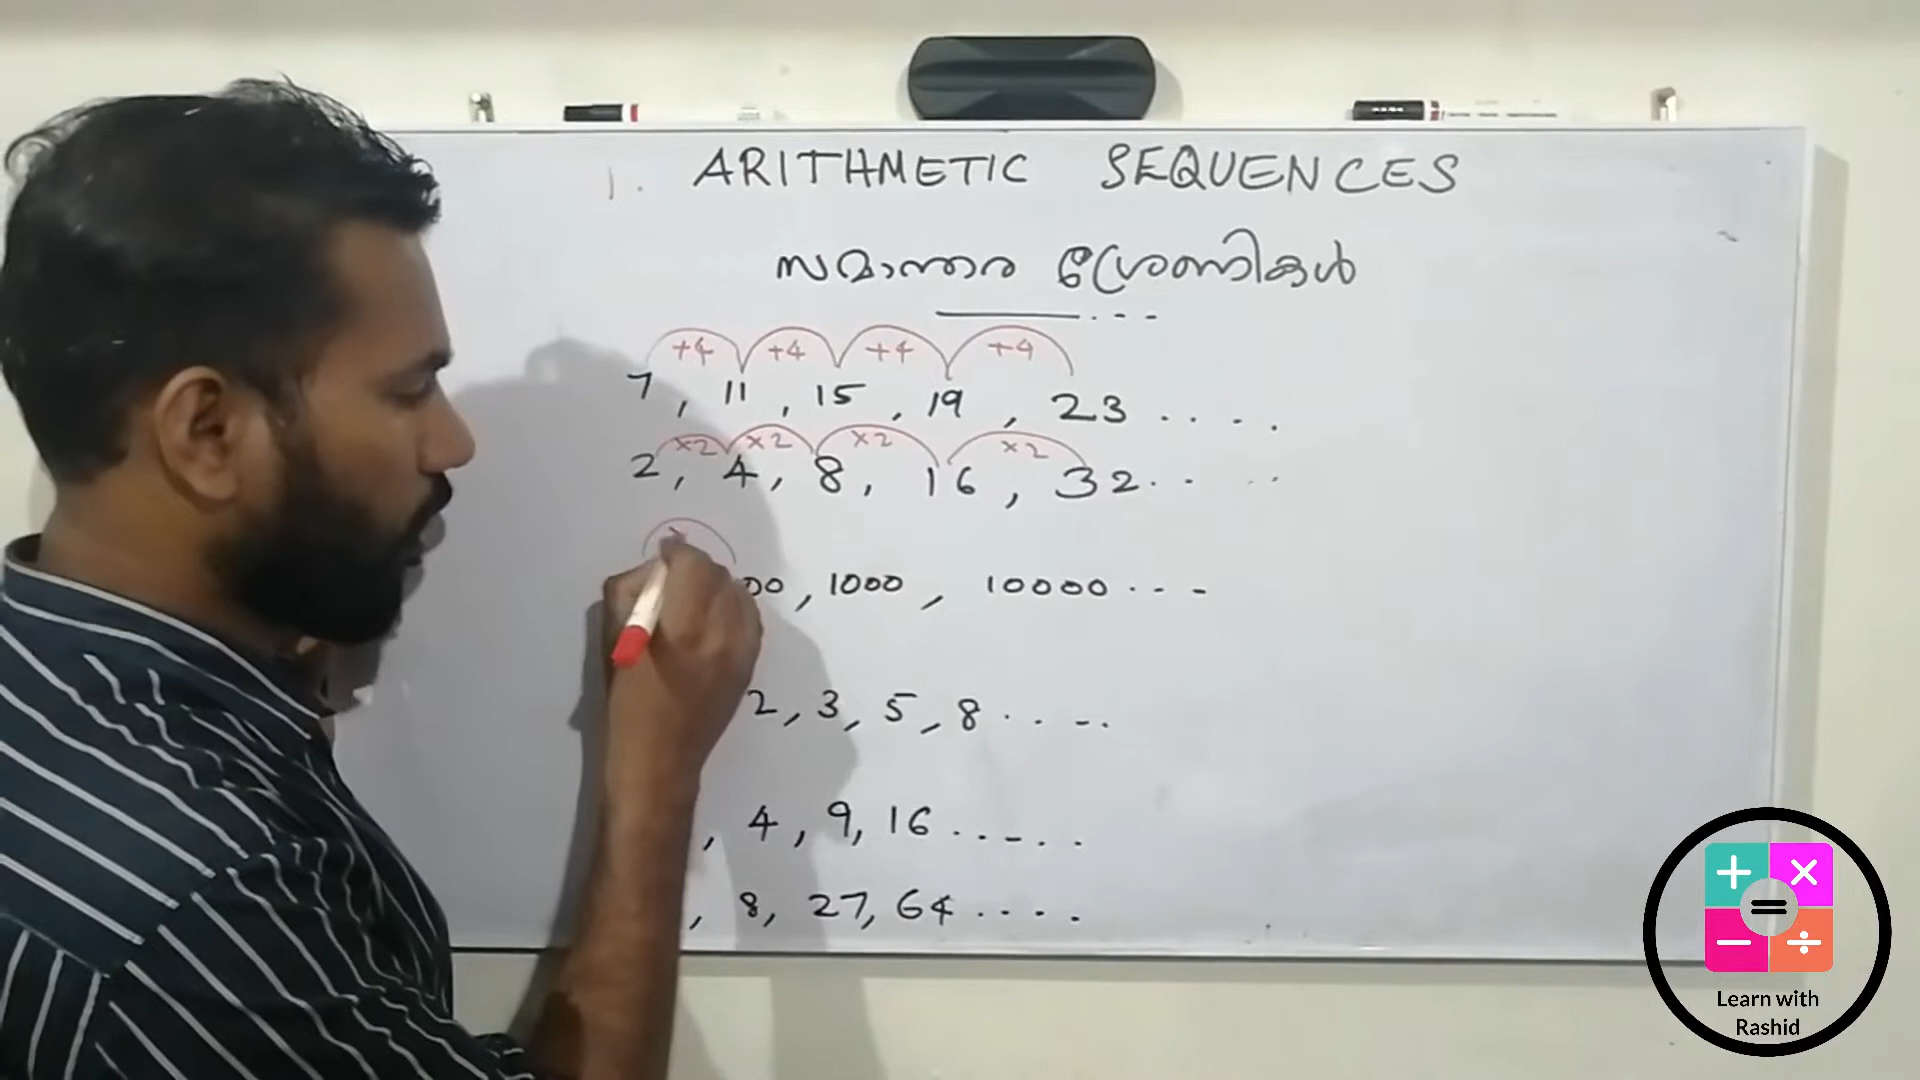 1. ARITHMETIC SEQUENCES
സമാന്തര ശ്രേണികൾ
+4 +4 +4 +4
7, 11, 15, 19, 23 ....
×2 ×2 ×2 ×2
2, 4, 8, 16, 32.. ..
00, 1000, 10000 ...
2, 3, 5, 8 ....
, 4, 9, 16 .....
, 8, 27, 64 ....
+ ×
=
− ÷
Learn with
Rashid